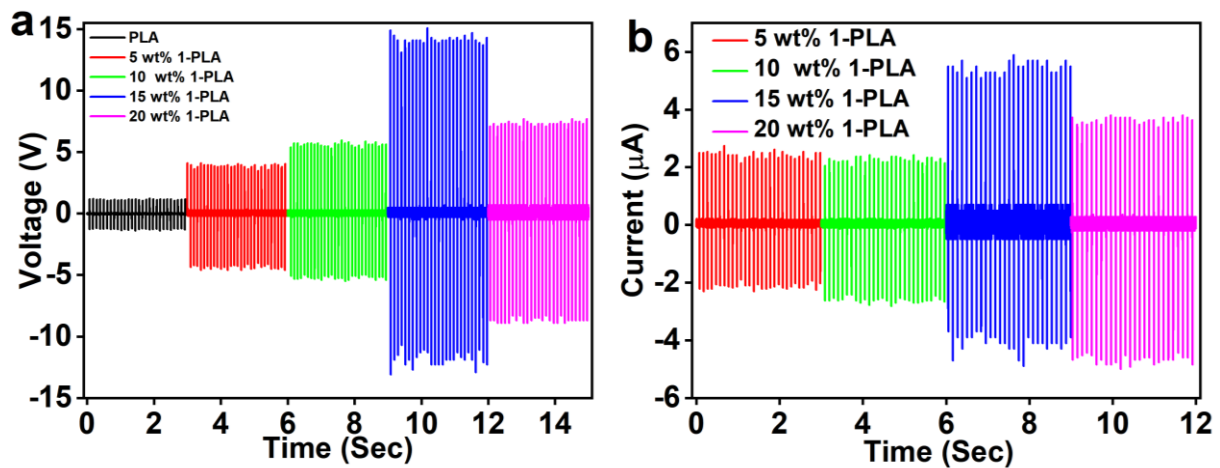 a
PLA
5 wt% 1-PLA
10 wt% 1-PLA
15 wt% 1-PLA
20 wt% 1-PLA
Voltage (V)
15
10
5
0
-5
-10
-15
0 2 4 6 8 10 12 14
Time (Sec)
b
5 wt% 1-PLA
10 wt% 1-PLA
15 wt% 1-PLA
20 wt% 1-PLA
Current (μA)
6
4
2
0
-2
-4
-6
0 2 4 6 8 10 12
Time (Sec)